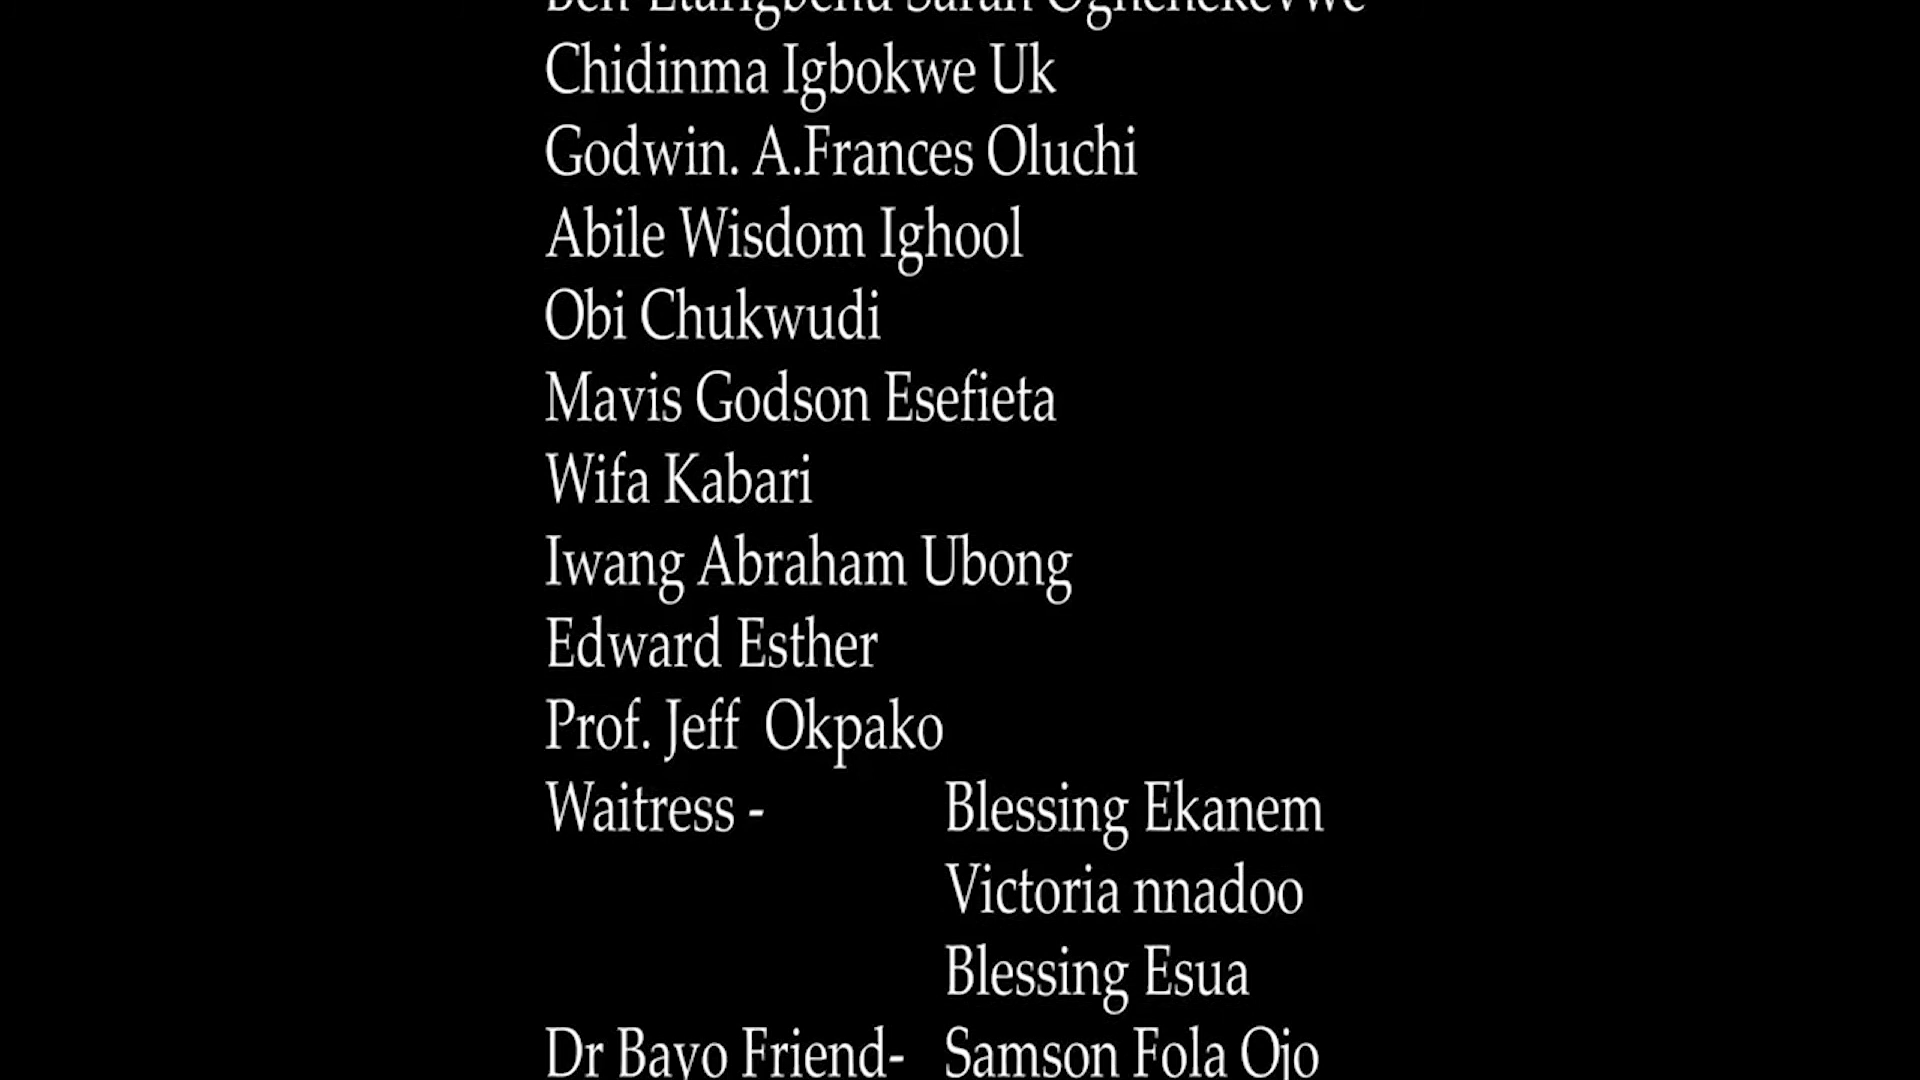 Chidinma Igbokwe Uk
Godwin. A.Frances Oluchi
Abile Wisdom Ighool
Obi Chukwudi
Mavis Godson Esefieta
Wifa Kabari
Iwang Abraham Ubong
Edward Esther
Prof. Jeff  Okpako
Waitress - Blessing Ekanem
Victoria nnadoo
Blessing Esua
Dr Bayo Friend- Samson Fola Ojo